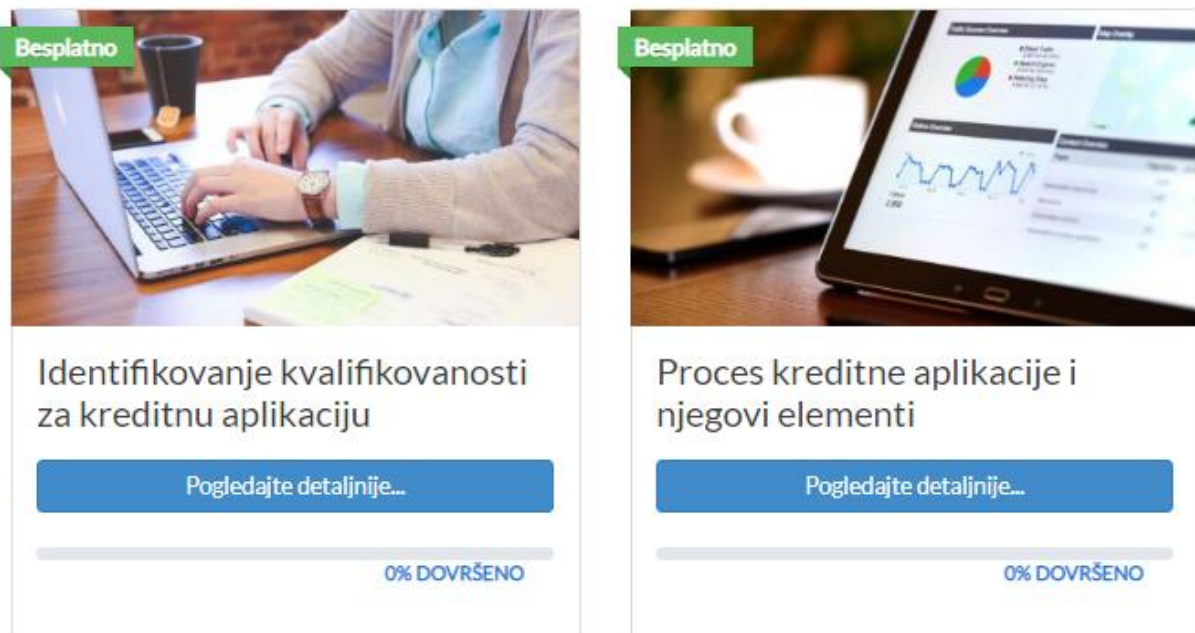 Besplatno
Identifikovanje kvalifikovanosti
za kreditnu aplikaciju
Pogledajte detaljnije...
0% DOVRŠENO
Besplatno
Proces kreditne aplikacije i
njegovi elementi
Pogledajte detaljnije...
0% DOVRŠENO